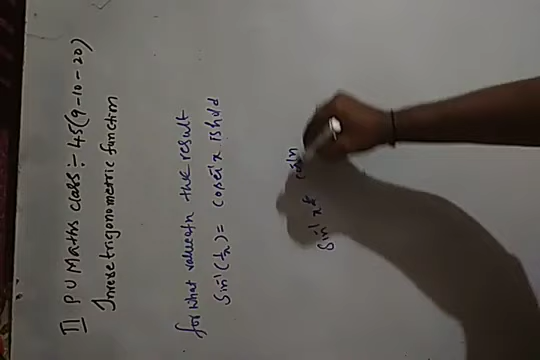 II PU Maths class:- 45(9-10-20)
Inverse trigonometric function
for what value of x the result
sin⁻¹(1/x) = cosec⁻¹x is hold
sin⁻¹x &